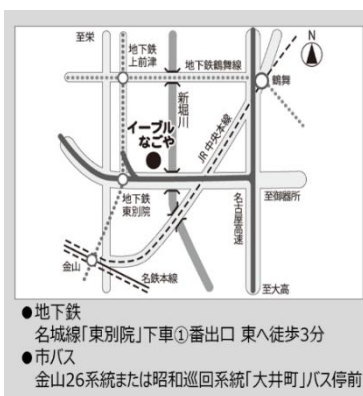 至栄
N
地下鉄
上前津
地下鉄鶴舞線
鶴舞
新堀川
イーブル
なごや
JR中央本線
地下鉄
東別院
名古屋高速
至御器所
金山
名鉄本線
至大高
●地下鉄
名城線「東別院」下車①番出口 東へ徒歩3分
●市バス
金山26系統または昭和巡回系統「大井町」バス停前